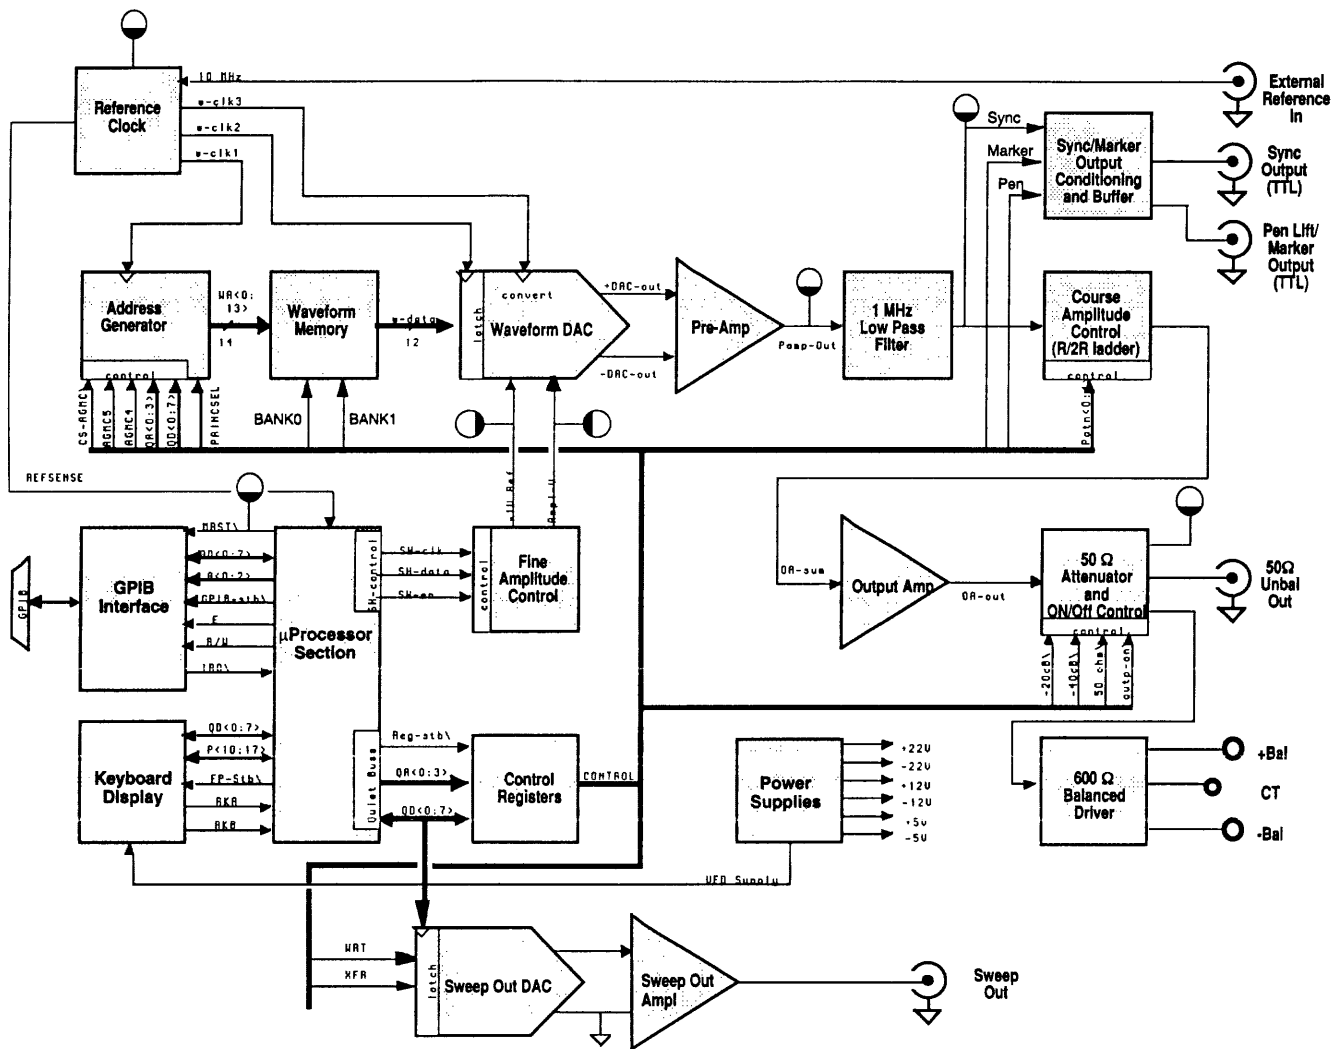 10 MHz
w-clk3
w-clk2
w-clk1
Reference
Clock
External
Reference
In
Sync
Marker
Pen
Sync/Marker
Output
Conditioning
and Buffer
Sync
Output
(TTL)
Pen Lift/
Marker
Output
(TTL)
Address
Generator
control
WA<0:
13>
14
Waveform
Memory
w-data
12
latch
convert
Waveform DAC
+DAC-out
-DAC-out
Pre-Amp
Pamp-Out
1 MHz
Low Pass
Filter
Course
Amplitude
Control
(R/2R ladder)
control
CS-AGMC\
AGMC5
AGMC4
QA<0:3>
QD<0:7>
PAINCSEL
BANK0
BANK1
Patn<0:
REFSENSE
Ampl-V
GPIB
GPIB
Interface
MRST\
QD<0:7>
A<0:2>
GPIB-stb\
E
R/W
IRQ\
µProcessor
Section
SH-control
SH-clk
SH-data
SH-en
control
Fine
Amplitude
Control
OA-sum
Output Amp
OA-out
50 Ω
Attenuator
and
ON/Off Control
control
50Ω
Unbal
Out
-20dB\
-40dB\
50 ohm\
outp-on
Keyboard
Display
QD<0:7>
P<10:17>
FP-Stb\
RKA
RKB
Quiet Buss
Reg-stb\
QA<0:3>
QD<0:7>
Control
Registers
CONTROL
Power
Supplies
+22V
-22V
+12V
-12V
+5v
-5V
600 Ω
Balanced
Driver
+Bal
CT
-Bal
VFD Supply
WRT
XFR
latch
Sweep Out DAC
Sweep Out
Ampl
Sweep
Out